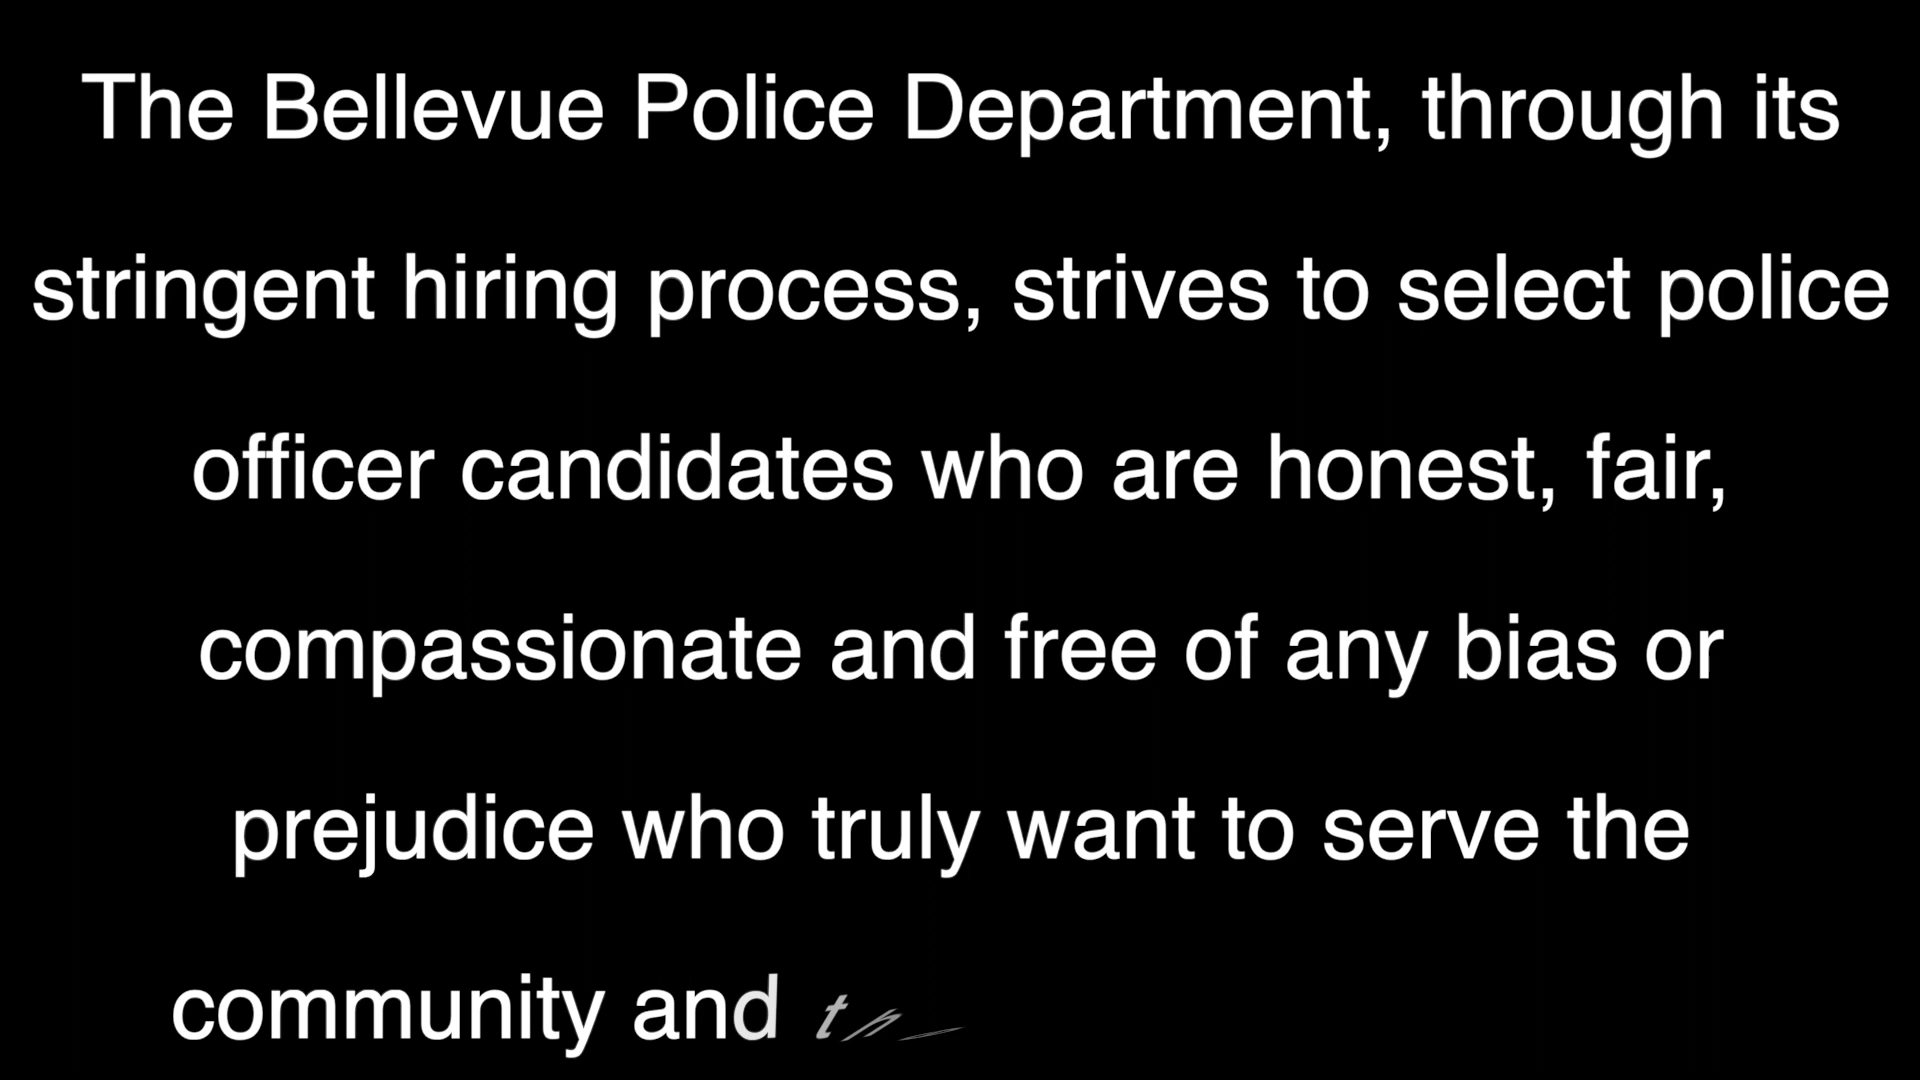 The Bellevue Police Department, through its
stringent hiring process, strives to select police
officer candidates who are honest, fair,
compassionate and free of any bias or
prejudice who truly want to serve the
community and